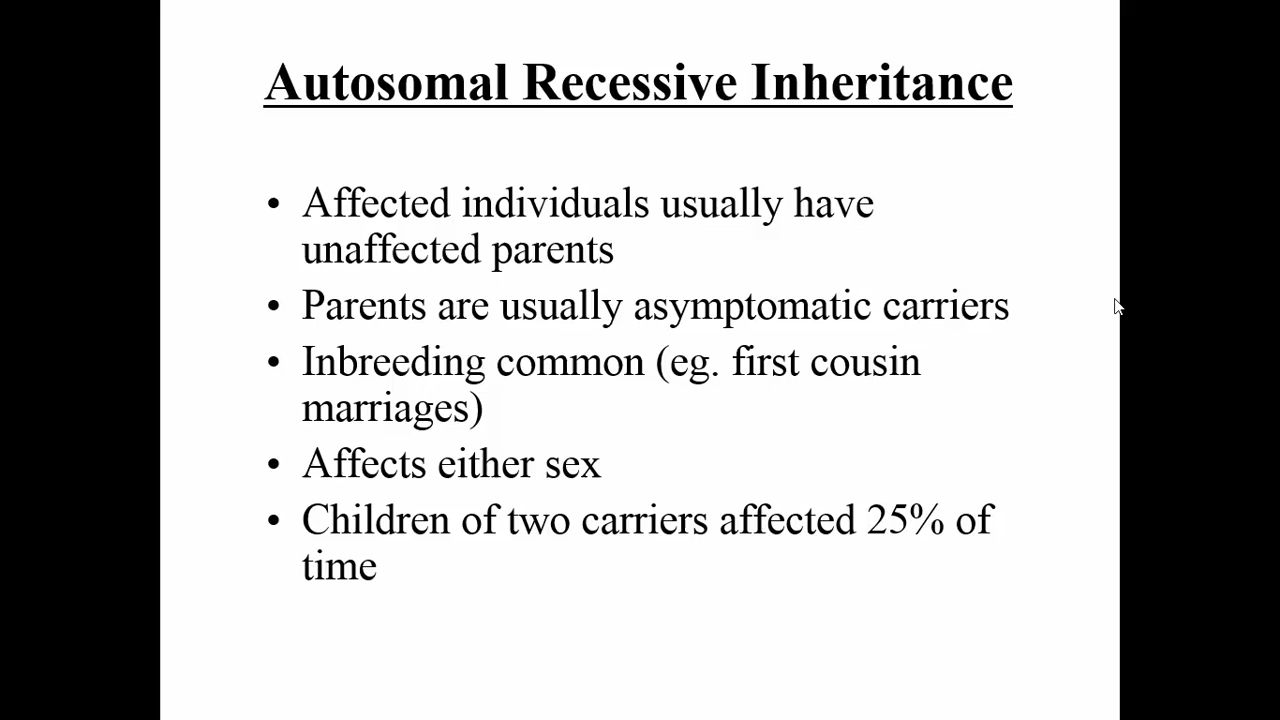 Autosomal Recessive Inheritance
• Affected individuals usually have
unaffected parents
• Parents are usually asymptomatic carriers
• Inbreeding common (eg. first cousin
marriages)
• Affects either sex
• Children of two carriers affected 25% of
time